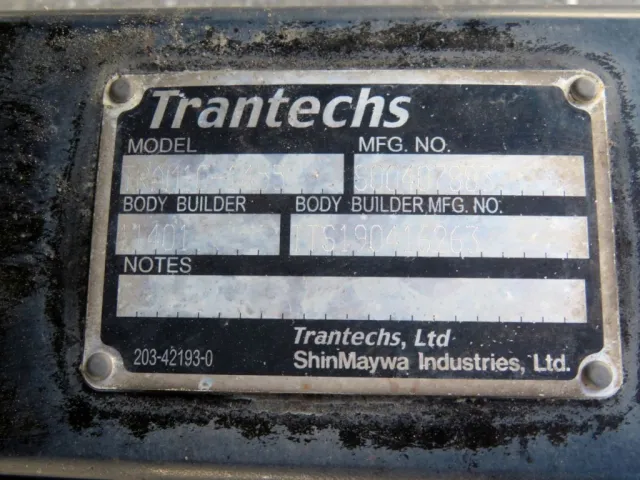 Trantechs
MODEL MFG. NO.
BODY BUILDER BODY BUILDER MFG. NO.
TTS190416263
NOTES
Trantechs, Ltd
203-42193-0 ShinMaywa Industries, Ltd.